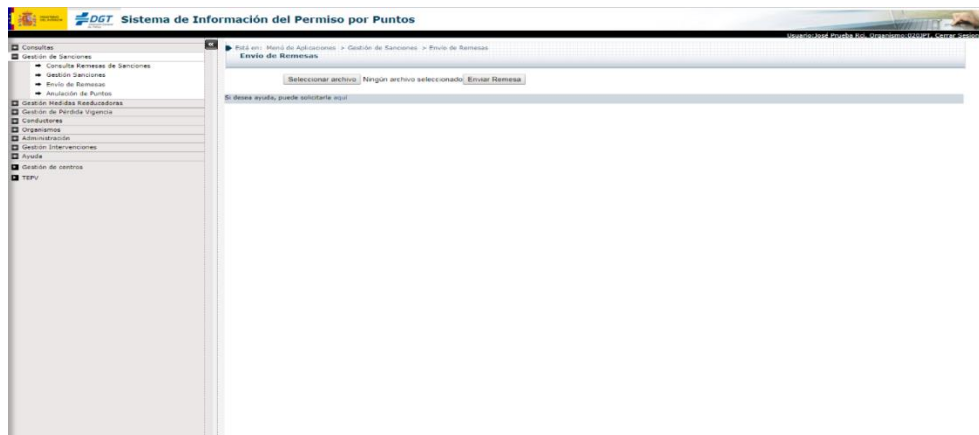 DGT Sistema de Información del Permiso por Puntos
Usuario:José Prueba Rci, Organismo:020JPT, Cerrar Sesion
Consultas
Gestión de Sanciones
Consulta Remesas de Sanciones
Gestión Sanciones
Envio de Remesas
Anulación de Puntos
Gestión Medidas Reeducadoras
Gestión de Pérdida Vigencia
Conductores
Organismos
Administración
Gestión Intervenciones
Ayuda
Gestión de centros
TEPV
Está en: Menú de Aplicaciones > Gestión de Sanciones > Envio de Remesas
Envío de Remesas
Seleccionar archivo Ningún archivo seleccionado Enviar Remesa
Si desea ayuda, puede solicitarla aquí